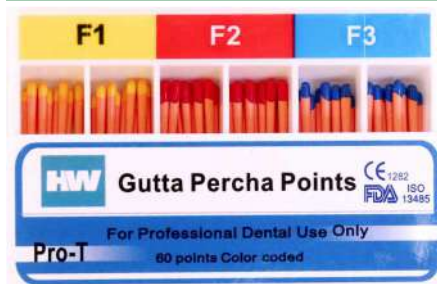 F1 F2 F3
HW Gutta Percha Points CE 1282
FDA ISO 13485
For Professional Dental Use Only
Pro-T
60 points Color coded